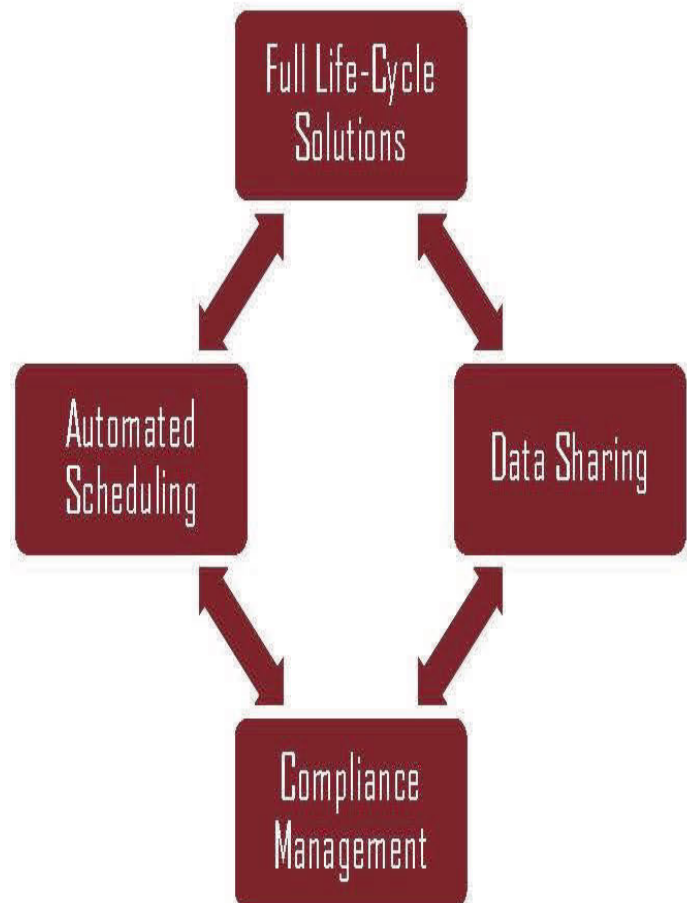 Full Life-Cycle
Solutions
Automated
Scheduling
Data Sharing
Compliance
Management